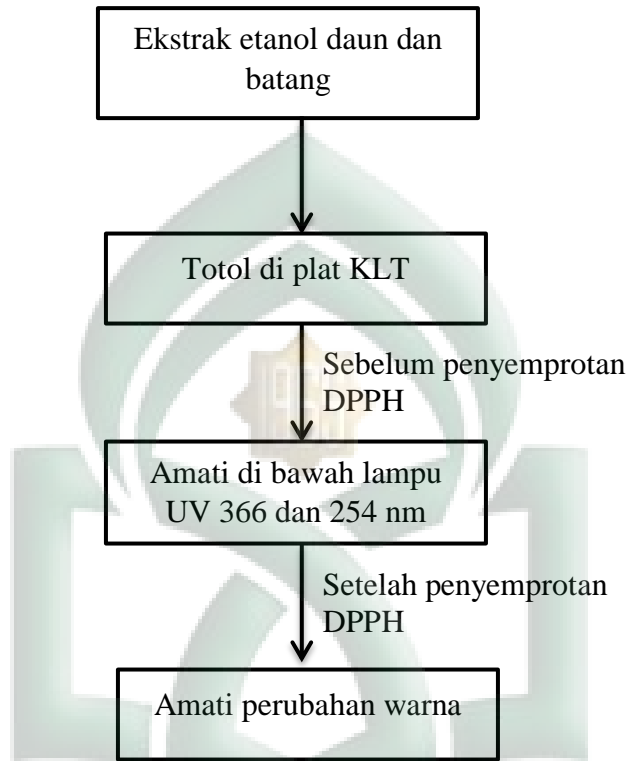 Ekstrak etanol daun dan
batang
Totol di plat KLT
Sebelum penyemprotan
DPPH
Amati di bawah lampu
UV 366 dan 254 nm
Setelah penyemprotan
DPPH
Amati perubahan warna